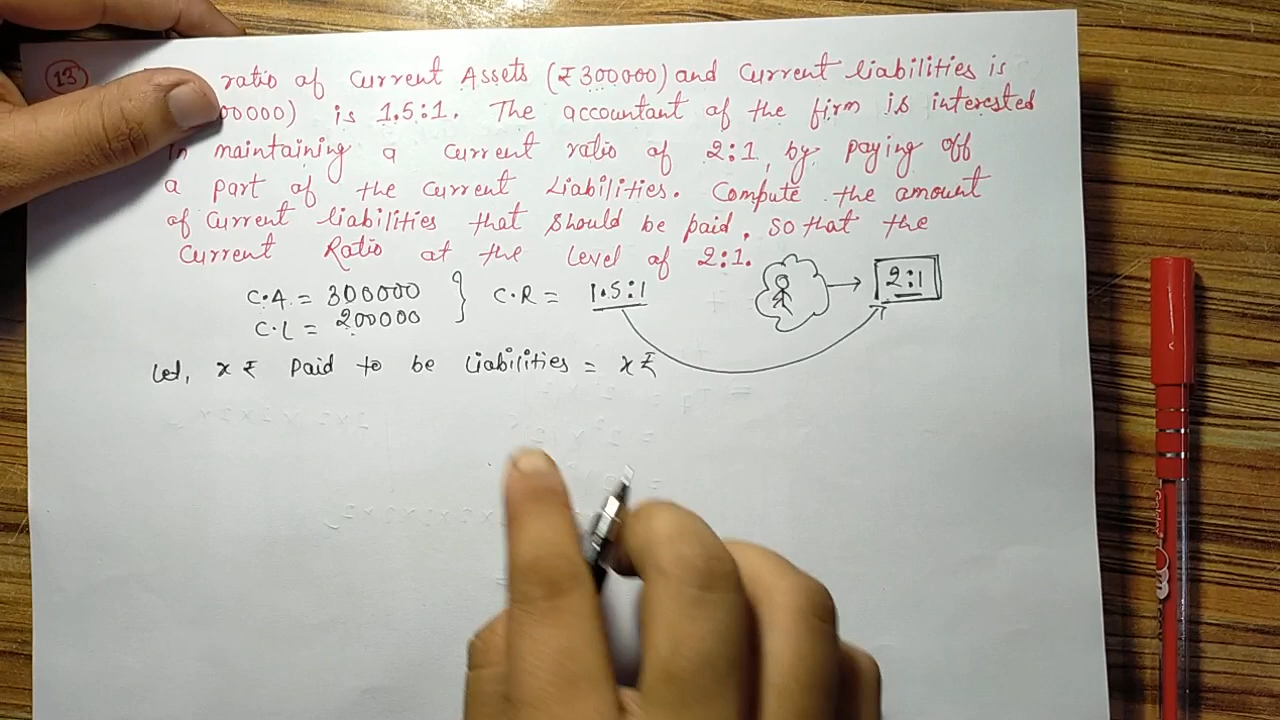 13
ratio of Current Assets (₹300000) and Current liabilities is
00000) is 1.5:1. The accountant of the firm is interested
in maintaining a current ratio of 2:1, by paying off
a part of the current Liabilities. Compute the amount
of Current liabilities that should be paid, so that the
Current Ratio at the level of 2:1.
C.A. = 300000 } C.R = 1.5:1 → 2:1
C.L = 200000
Let, x ₹ Paid to be Liabilities = x ₹